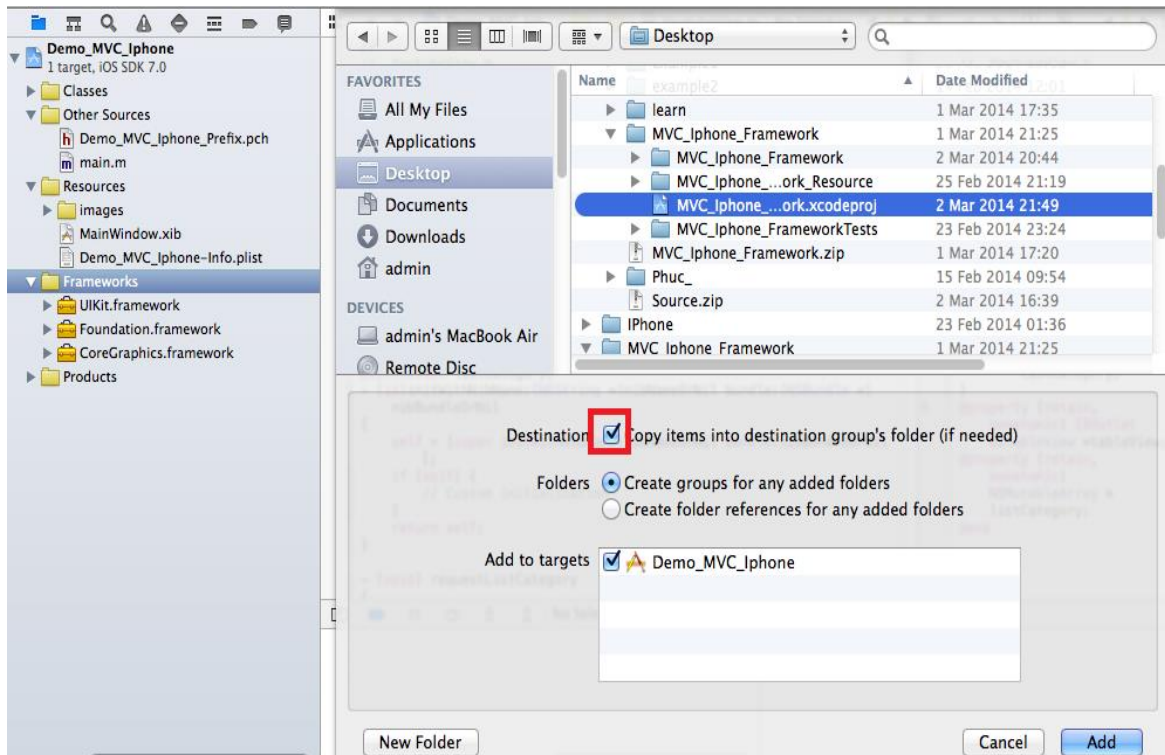 Demo_MVC_Iphone
1 target, iOS SDK 7.0
Classes
Other Sources
Demo_MVC_Iphone_Prefix.pch
main.m
Resources
images
MainWindow.xib
Demo_MVC_Iphone-Info.plist
Frameworks
UIKit.framework
Foundation.framework
CoreGraphics.framework
Products
Desktop
FAVORITES
All My Files
Applications
Desktop
Documents
Downloads
admin
DEVICES
admin's MacBook Air
Remote Disc
Name Date Modified
example2
learn 1 Mar 2014 17:35
MVC_Iphone_Framework 1 Mar 2014 21:25
MVC_Iphone_Framework 2 Mar 2014 20:44
MVC_Iphone_...ork_Resource 25 Feb 2014 21:19
MVC_Iphone_...ork.xcodeproj 2 Mar 2014 21:49
MVC_Iphone_FrameworkTests 23 Feb 2014 23:24
MVC_Iphone_Framework.zip 1 Mar 2014 17:20
Phuc_ 15 Feb 2014 09:54
Source.zip 2 Mar 2014 16:39
IPhone 23 Feb 2014 01:36
MVC_Iphone_Framework 1 Mar 2014 21:25
Destination Copy items into destination group's folder (if needed)
Folders Create groups for any added folders
Create folder references for any added folders
Add to targets Demo_MVC_Iphone
New Folder Cancel Add